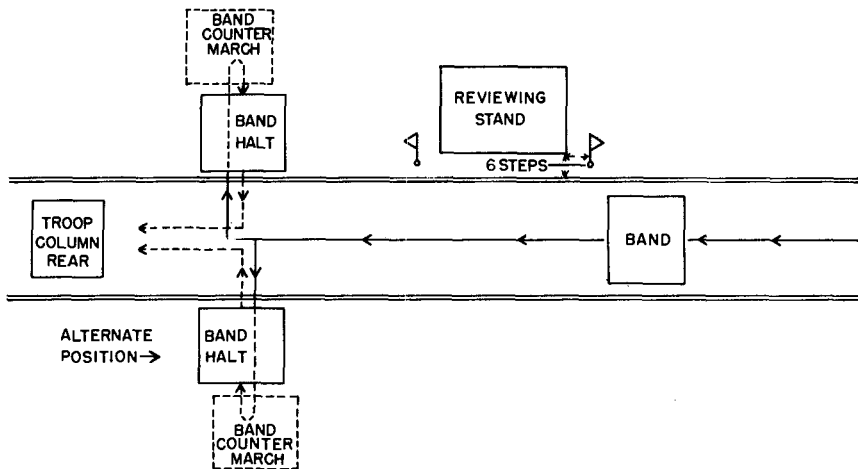 BAND
COUNTER
MARCH
BAND
HALT
REVIEWING
STAND
6 STEPS
TROOP
COLUMN
REAR
BAND
ALTERNATE
POSITION
BAND
HALT
BAND
COUNTER
MARCH